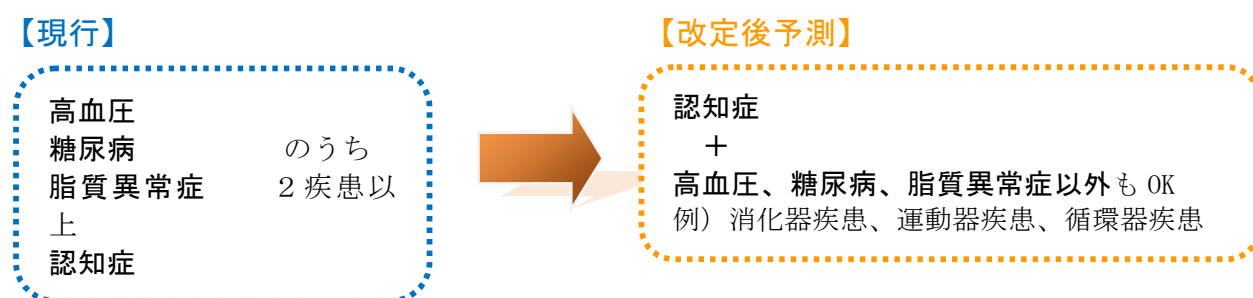 【現行】
高血圧
糖尿病 のうち
脂質異常症 2疾患以
上
認知症
【改定後予測】
認知症
+
高血圧、糖尿病、脂質異常症以外も OK
例）消化器疾患、運動器疾患、循環器疾患